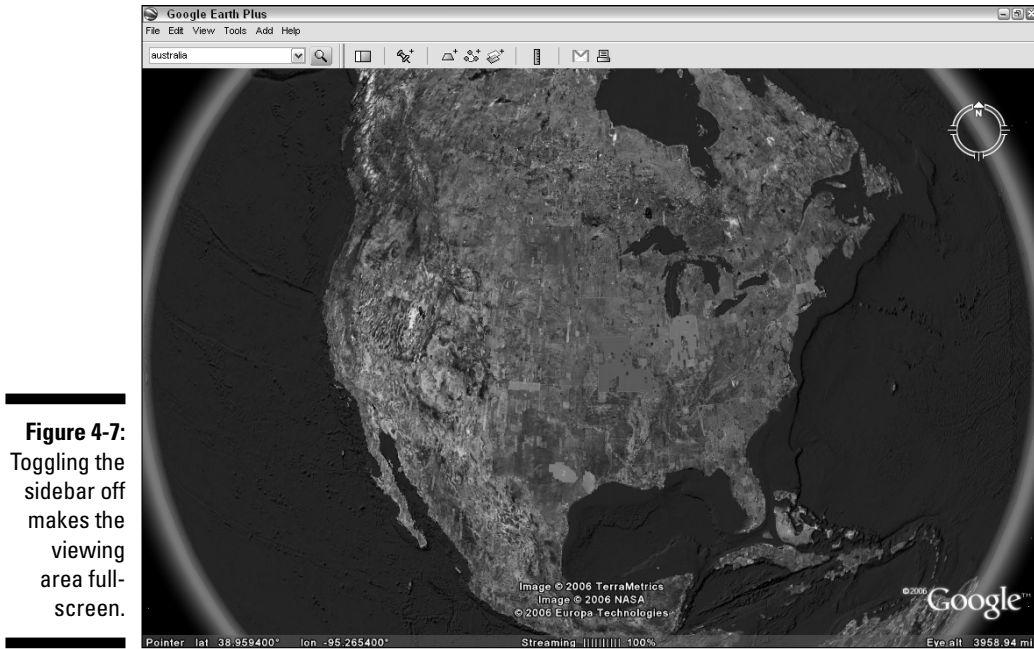 Google Earth Plus
File Edit View Tools Add Help
australia
N
Figure 4-7:
Toggling the
sidebar off
makes the
viewing
area full-
screen.
Image © 2006 TerraMetrics
Image © 2006 NASA
© 2006 Europa Technologies
©2006 Google™
Pointer lat 38.959400° lon -95.265400° Streaming ||||||||| 100% Eye alt 3958.94 mi